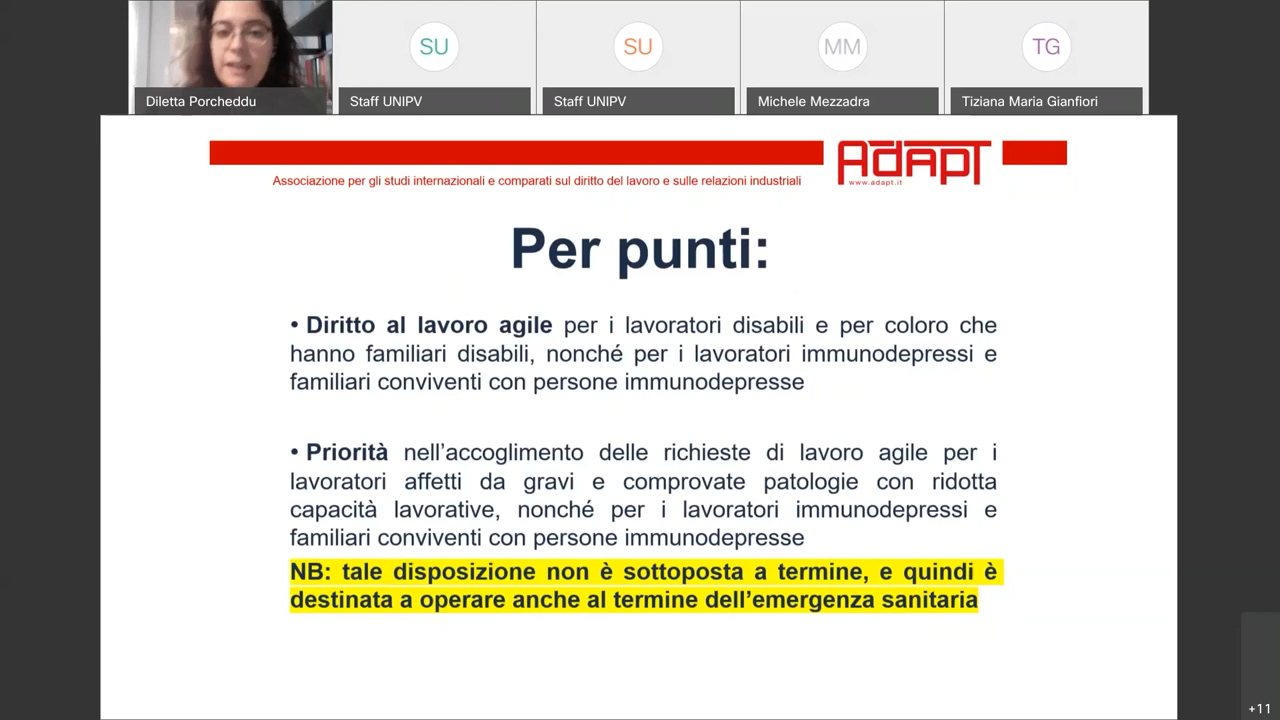 SU
SU
MM
TG
Diletta Porcheddu
Staff UNIPV
Staff UNIPV
Michele Mezzadra
Tiziana Maria Gianfiori
ADAPT
www.adapt.it
Associazione per gli studi internazionali e comparati sul diritto del lavoro e sulle relazioni industriali
Per punti:
• Diritto al lavoro agile per i lavoratori disabili e per coloro che
hanno familiari disabili, nonché per i lavoratori immunodepressi e
familiari conviventi con persone immunodepresse
• Priorità nell’accoglimento delle richieste di lavoro agile per i
lavoratori affetti da gravi e comprovate patologie con ridotta
capacità lavorative, nonché per i lavoratori immunodepressi e
familiari conviventi con persone immunodepresse
NB: tale disposizione non è sottoposta a termine, e quindi è
destinata a operare anche al termine dell’emergenza sanitaria
+11